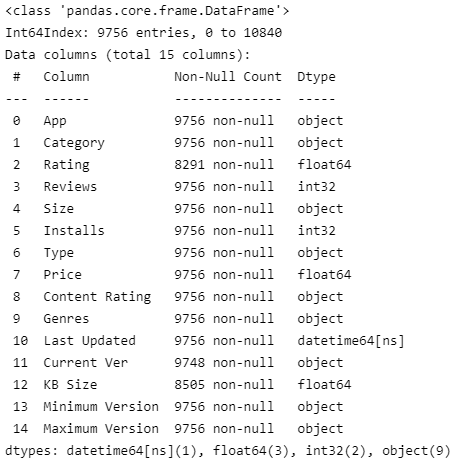 <class 'pandas.core.frame.DataFrame'>
Int64Index: 9756 entries, 0 to 10840
Data columns (total 15 columns):
 #   Column           Non-Null Count  Dtype
---  ------           --------------  -----
 0   App              9756 non-null   object
 1   Category         9756 non-null   object
 2   Rating           8291 non-null   float64
 3   Reviews          9756 non-null   int32
 4   Size             9756 non-null   object
 5   Installs         9756 non-null   int32
 6   Type             9756 non-null   object
 7   Price            9756 non-null   float64
 8   Content Rating   9756 non-null   object
 9   Genres           9756 non-null   object
 10  Last Updated     9756 non-null   datetime64[ns]
 11  Current Ver      9748 non-null   object
 12  KB Size          8505 non-null   float64
 13  Minimum Version  9756 non-null   object
 14  Maximum Version  9756 non-null   object
dtypes: datetime64[ns](1), float64(3), int32(2), object(9)